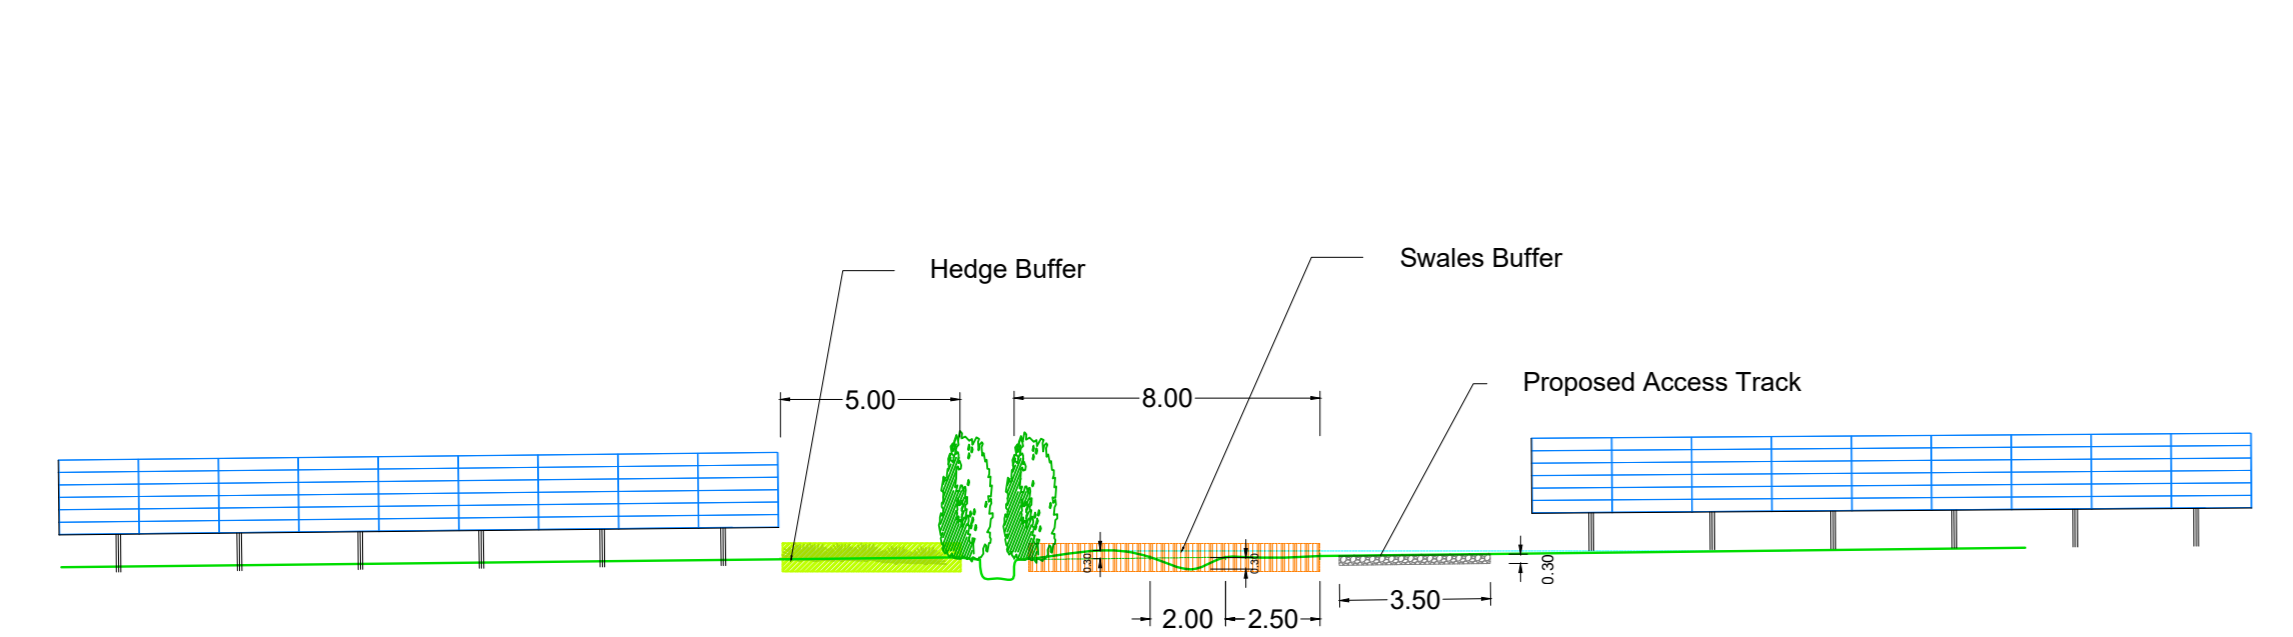 Swales Buffer
Hedge Buffer
Proposed Access Track
5.00
8.00
0.30
0.30
0.30
3.50
2.00
2.50